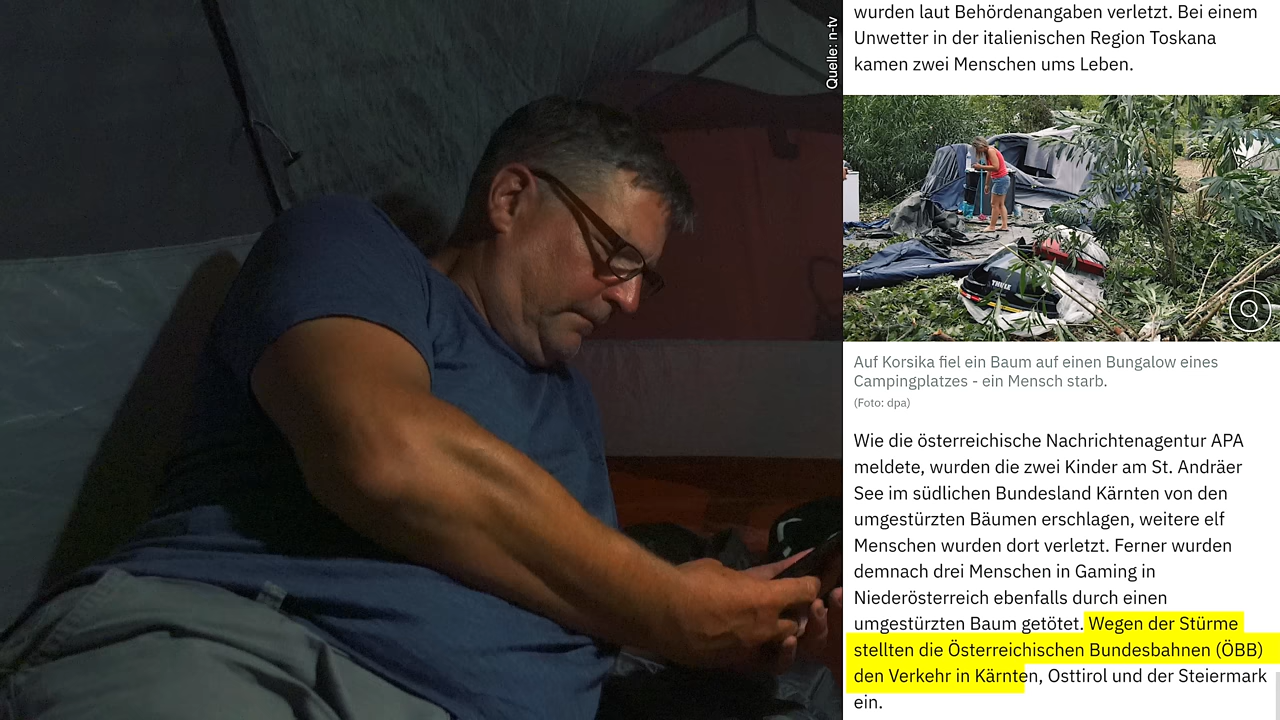 Quelle: n-tv
wurden laut Behördenangaben verletzt. Bei einem
Unwetter in der italienischen Region Toskana
kamen zwei Menschen ums Leben.
THULE
Auf Korsika fiel ein Baum auf einen Bungalow eines
Campingplatzes - ein Mensch starb.
(Foto: dpa)
Wie die österreichische Nachrichtenagentur APA
meldete, wurden die zwei Kinder am St. Andräer
See im südlichen Bundesland Kärnten von den
umgestürzten Bäumen erschlagen, weitere elf
Menschen wurden dort verletzt. Ferner wurden
demnach drei Menschen in Gaming in
Niederösterreich ebenfalls durch einen
umgestürzten Baum getötet. Wegen der Stürme
stellten die Österreichischen Bundesbahnen (ÖBB)
den Verkehr in Kärnten, Osttirol und der Steiermark
ein.